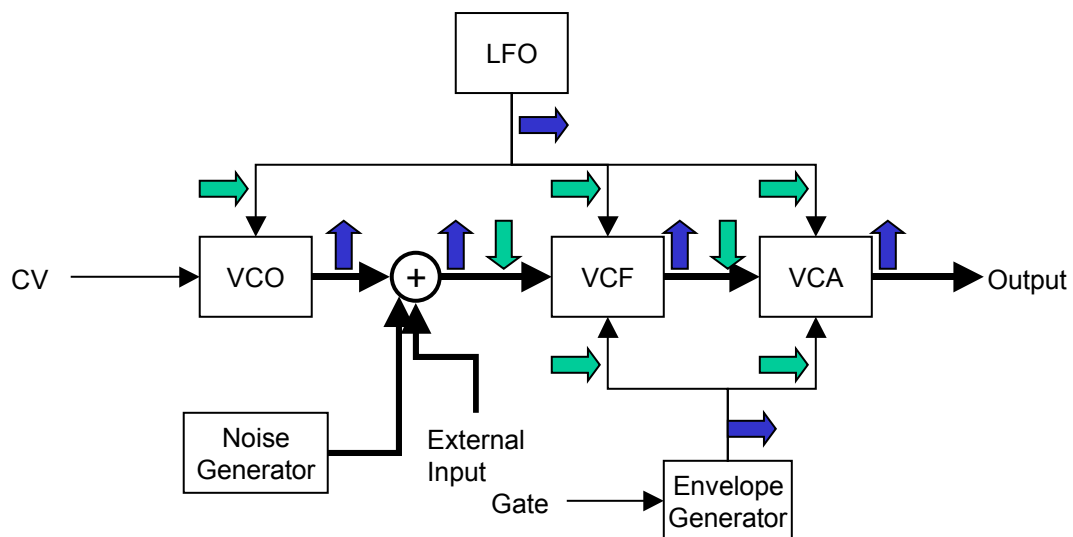 LFO
CV
VCO
+
VCF
VCA
Output
Noise
Generator
External
Input
Gate
Envelope
Generator